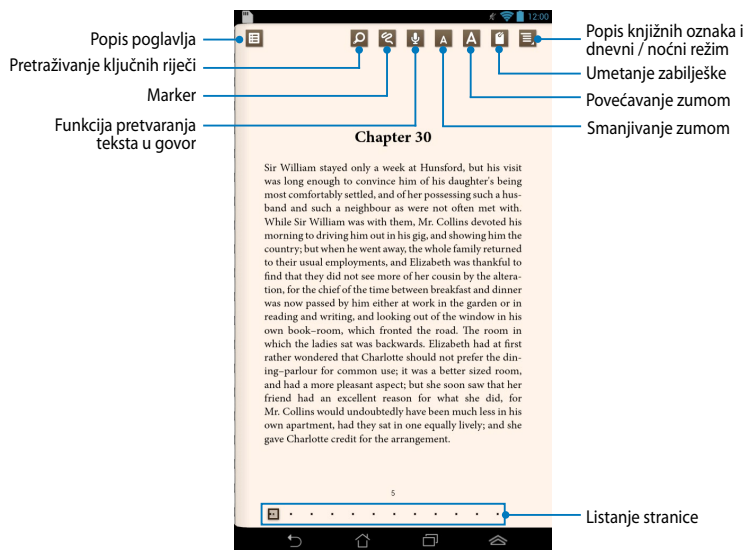 12:00
Popis poglavlja
Pretraživanje ključnih riječi
Marker
Funkcija pretvaranja
teksta u govor
Popis knjižnih oznaka i
dnevni / noćni režim
Umetanje zabilješke
Povećavanje zumom
Smanjivanje zumom
A
A
Chapter 30
Sir William stayed only a week at Hunsford, but his visit
was long enough to convince him of his daughter's being
most comfortably settled, and of her possessing such a hus-
band and such a neighbour as were not often met with.
While Sir William was with them, Mr. Collins devoted his
morning to driving him out in his gig, and showing him the
country; but when he went away, the whole family returned
to their usual employments, and Elizabeth was thankful to
find that they did not see more of her cousin by the altera-
tion, for the chief of the time between breakfast and dinner
was now passed by him either at work in the garden or in
reading and writing, and looking out of the window in his
own book–room, which fronted the road. The room in
which the ladies sat was backwards. Elizabeth had at first
rather wondered that Charlotte should not prefer the din-
ing–parlour for common use; it was a better sized room,
and had a more pleasant aspect; but she soon saw that her
friend had an excellent reason for what she did, for
Mr. Collins would undoubtedly have been much less in his
own apartment, had they sat in one equally lively; and she
gave Charlotte credit for the arrangement.
5
Listanje stranice